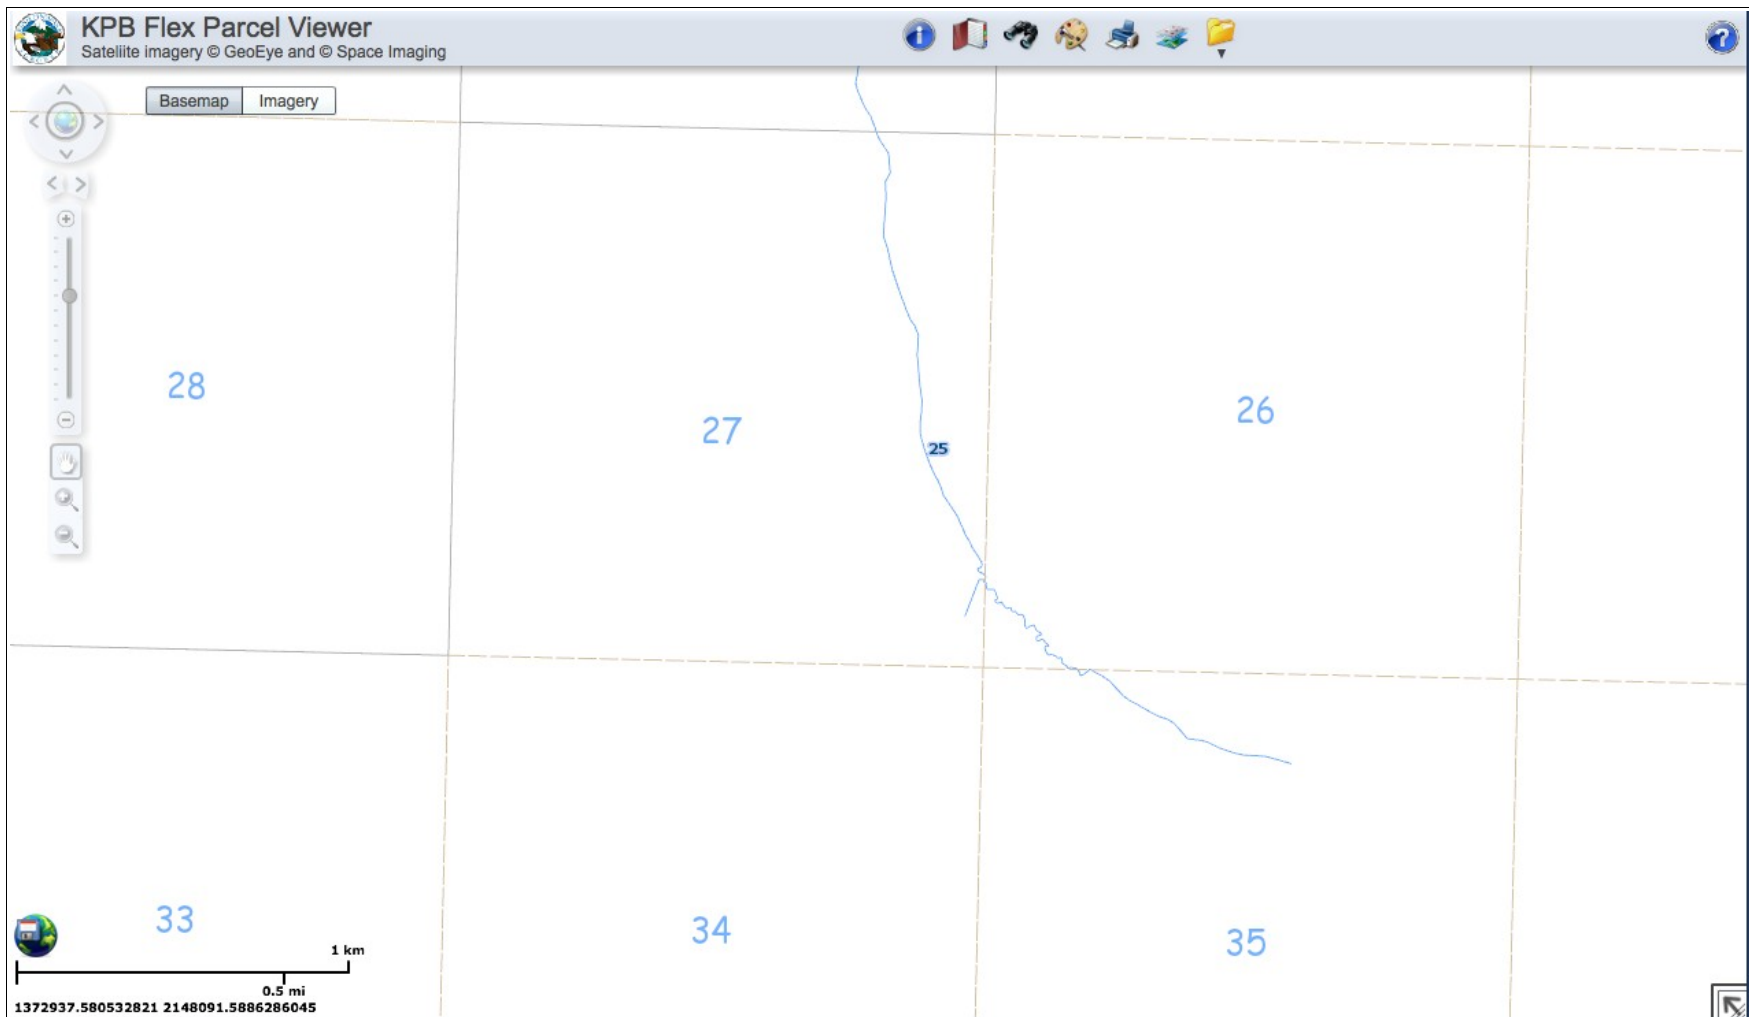 KPB Flex Parcel Viewer
Satellite imagery © GeoEye and © Space Imaging
Basemap Imagery
28
27
26
25
33
34
35
1 km
0.5 mi
1372937.580532821 2148091.5886286045